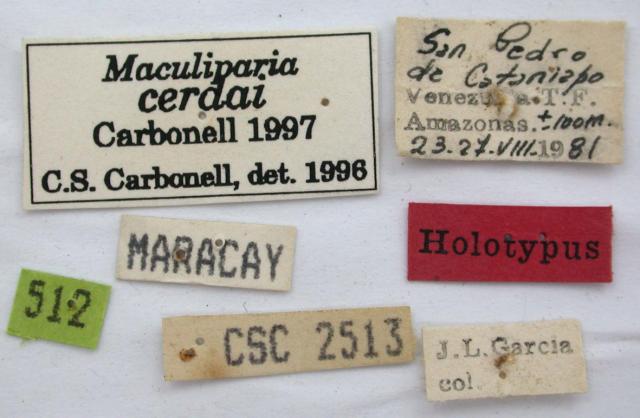 Maculiparia
cerdai
Carbonell 1997
C.S. Carbonell, det. 1996
San Pedro
de Cataniapo
Venezuela T.F.
Amazonas. ±100m.
23.27.VIII.1981
MARACAY
Holotypus
512
CSC 2513
J.L.Garcia
col.